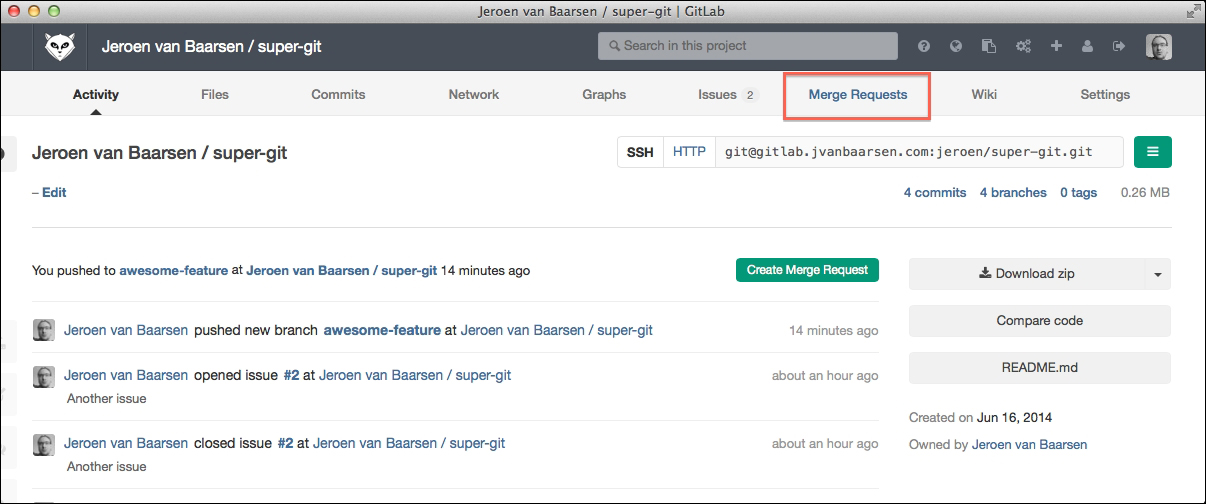 Jeroen van Baarsen / super-git | GitLab
Jeroen van Baarsen / super-git
Search in this project
Activity Files Commits Network Graphs Issues 2 Merge Requests Wiki Settings
Jeroen van Baarsen / super-git
SSH HTTP git@gitlab.jvanbaarsen.com:jeroen/super-git.git
– Edit
4 commits 4 branches 0 tags 0.26 MB
You pushed to awesome-feature at Jeroen van Baarsen / super-git 14 minutes ago
Create Merge Request
Download zip
Jeroen van Baarsen pushed new branch awesome-feature at Jeroen van Baarsen / super-git 14 minutes ago
Compare code
Jeroen van Baarsen opened issue #2 at Jeroen van Baarsen / super-git about an hour ago
Another issue
README.md
Jeroen van Baarsen closed issue #2 at Jeroen van Baarsen / super-git about an hour ago
Another issue
Created on Jun 16, 2014
Owned by Jeroen van Baarsen